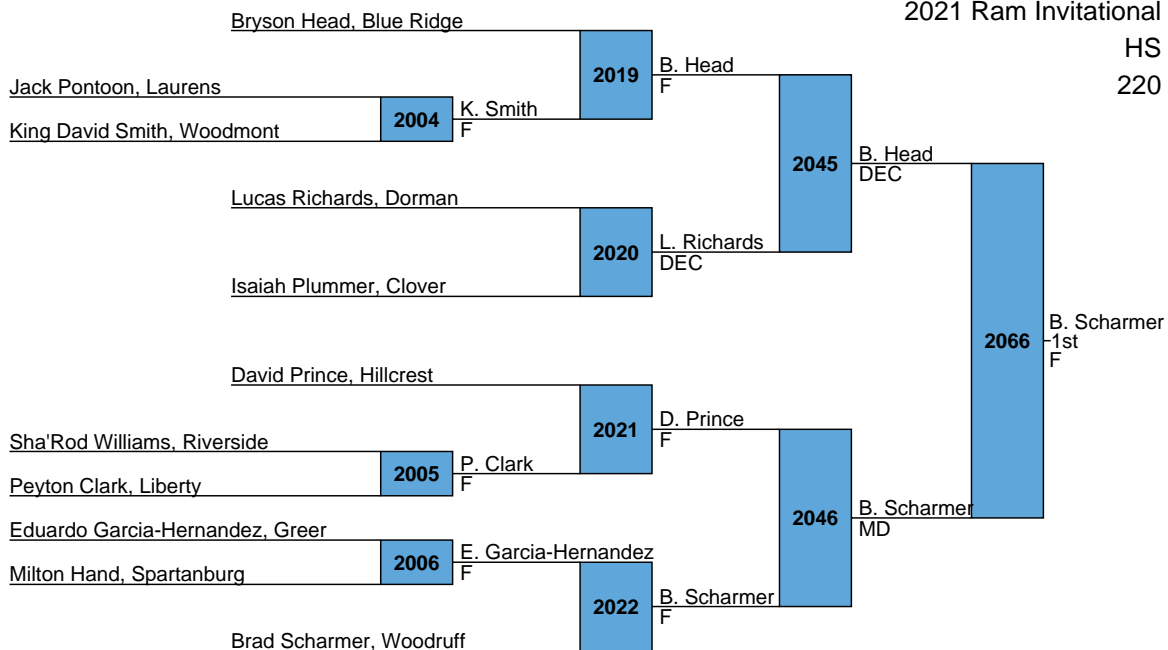 2021 Ram Invitational
HS
220
Bryson Head, Blue Ridge
2019
B. Head
F
Jack Pontoon, Laurens
2004
K. Smith
F
King David Smith, Woodmont
2045
B. Head
DEC
Lucas Richards, Dorman
2020
L. Richards
DEC
Isaiah Plummer, Clover
2066
B. Scharmer
1st
F
David Prince, Hillcrest
2021
D. Prince
F
Sha'Rod Williams, Riverside
2005
P. Clark
F
Peyton Clark, Liberty
2046
B. Scharmer
MD
Eduardo Garcia-Hernandez, Greer
2006
E. Garcia-Hernandez
F
Milton Hand, Spartanburg
2022
B. Scharmer
F
Brad Scharmer, Woodruff